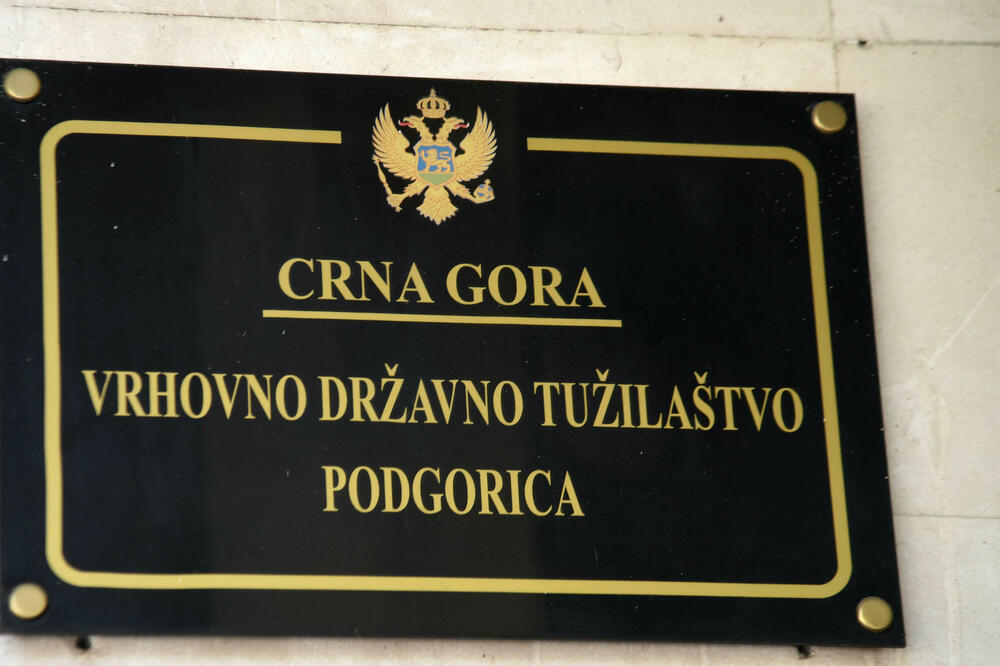 CRNA GORA
VRHOVNO DRŽAVNO TUŽILAŠTVO
PODGORICA